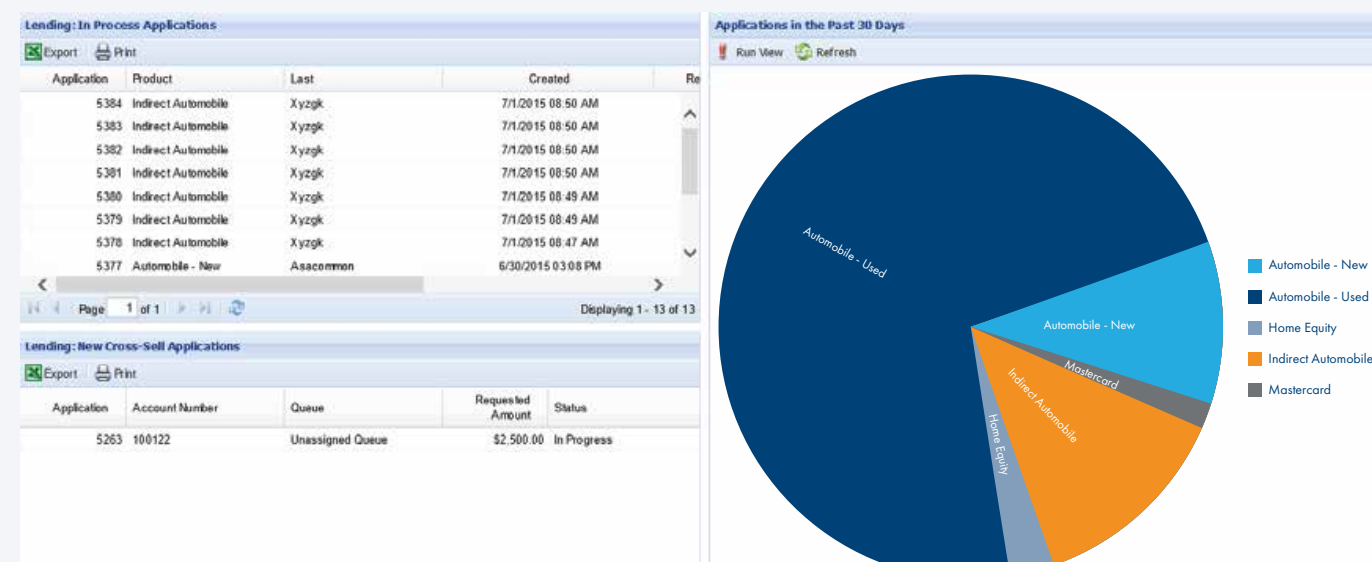 Lending: In Process Applications
Export Print
Application Product Last Created Re
5384 Indirect Automobile Xyzgk 7/1/2015 08:50 AM
5383 Indirect Automobile Xyzgk 7/1/2015 08:50 AM
5382 Indirect Automobile Xyzgk 7/1/2015 08:50 AM
5381 Indirect Automobile Xyzgk 7/1/2015 08:50 AM
5380 Indirect Automobile Xyzgk 7/1/2015 08:49 AM
5379 Indirect Automobile Xyzgk 7/1/2015 08:49 AM
5378 Indirect Automobile Xyzgk 7/1/2015 08:47 AM
5377 Automobile - New Asacommon 6/30/2015 03:08 PM
Page 1 of 1 Displaying 1 - 13 of 13
Lending: New Cross-Sell Applications
Export Print
Application Account Number Queue Requested Amount Status
5263 100122 Unassigned Queue $2,500.00 In Progress
Applications in the Past 30 Days
Run View Refresh
Automobile - Used
Automobile - New
Mastercard
Indirect Automobile
Home Equity
Automobile - New
Automobile - Used
Home Equity
Indirect Automobile
Mastercard